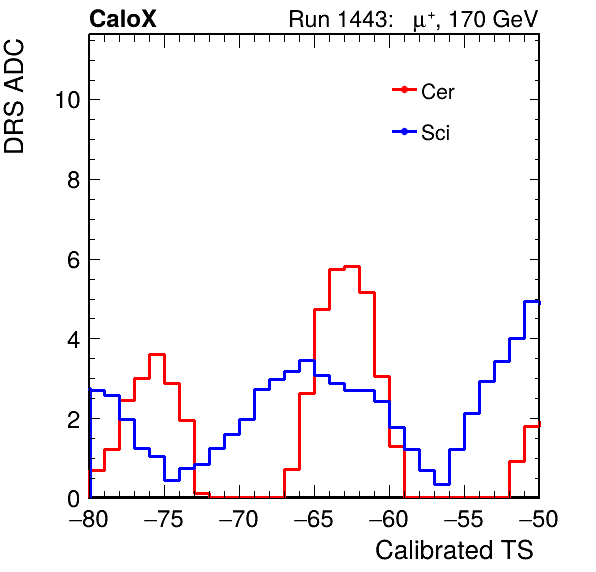 CaloX Run 1443: μ⁺, 170 GeV
DRS ADC
Cer
Sci
10
8
6
4
2
0
−80 −75 −70 −65 −60 −55 −50
Calibrated TS